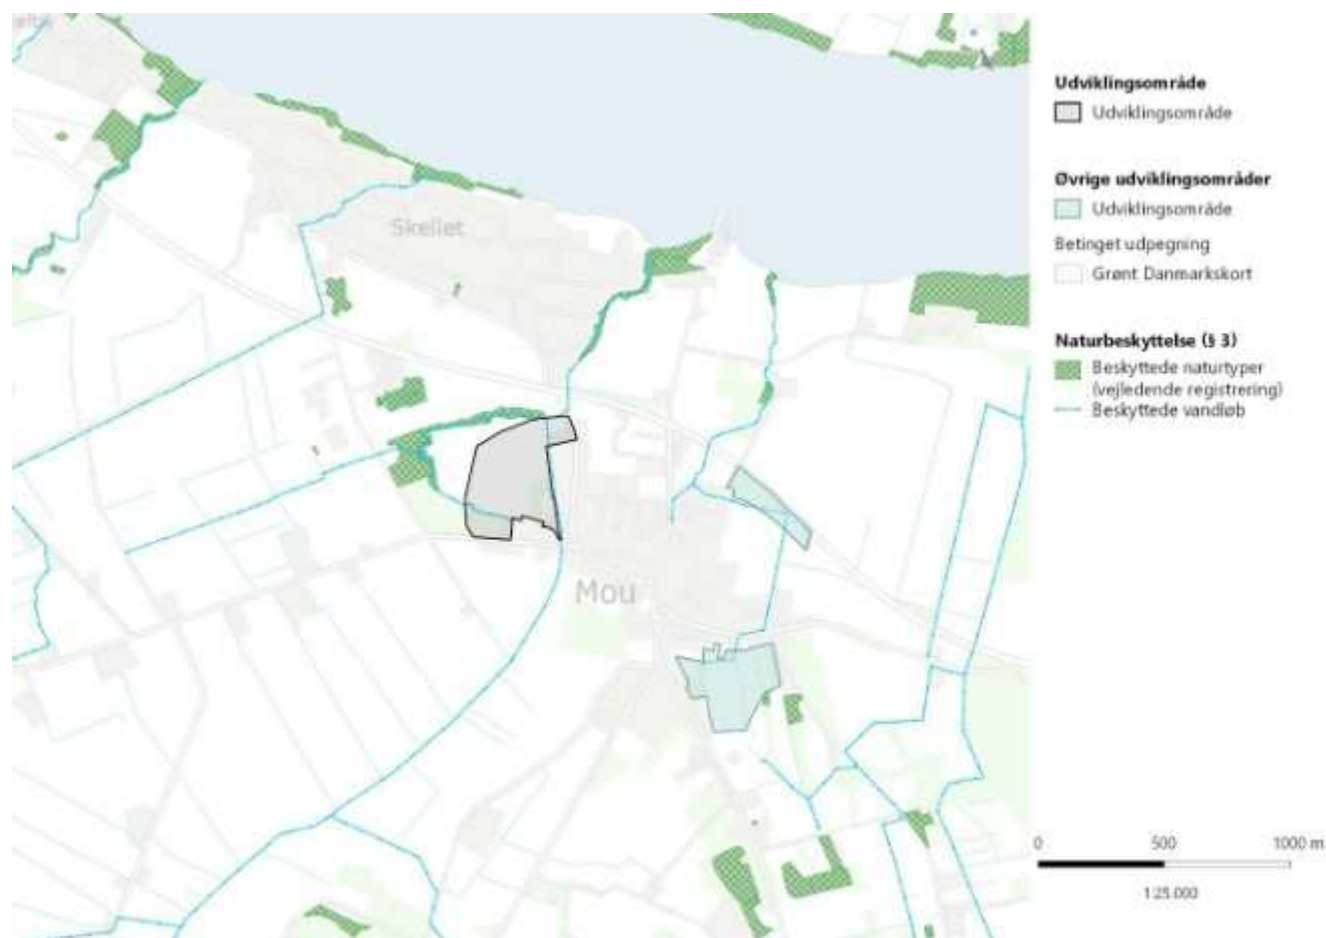 Skellet
Mou
Udviklingsområde
Udviklingsområde
Øvrige udviklingsområder
Udviklingsområde
Betinget udpegning
Grønt Danmarkskort
Naturbeskyttelse (§ 3)
Beskyttede naturtyper
(vejledende registrering)
Beskyttede vandløb
0 500 1000 m
1:25.000